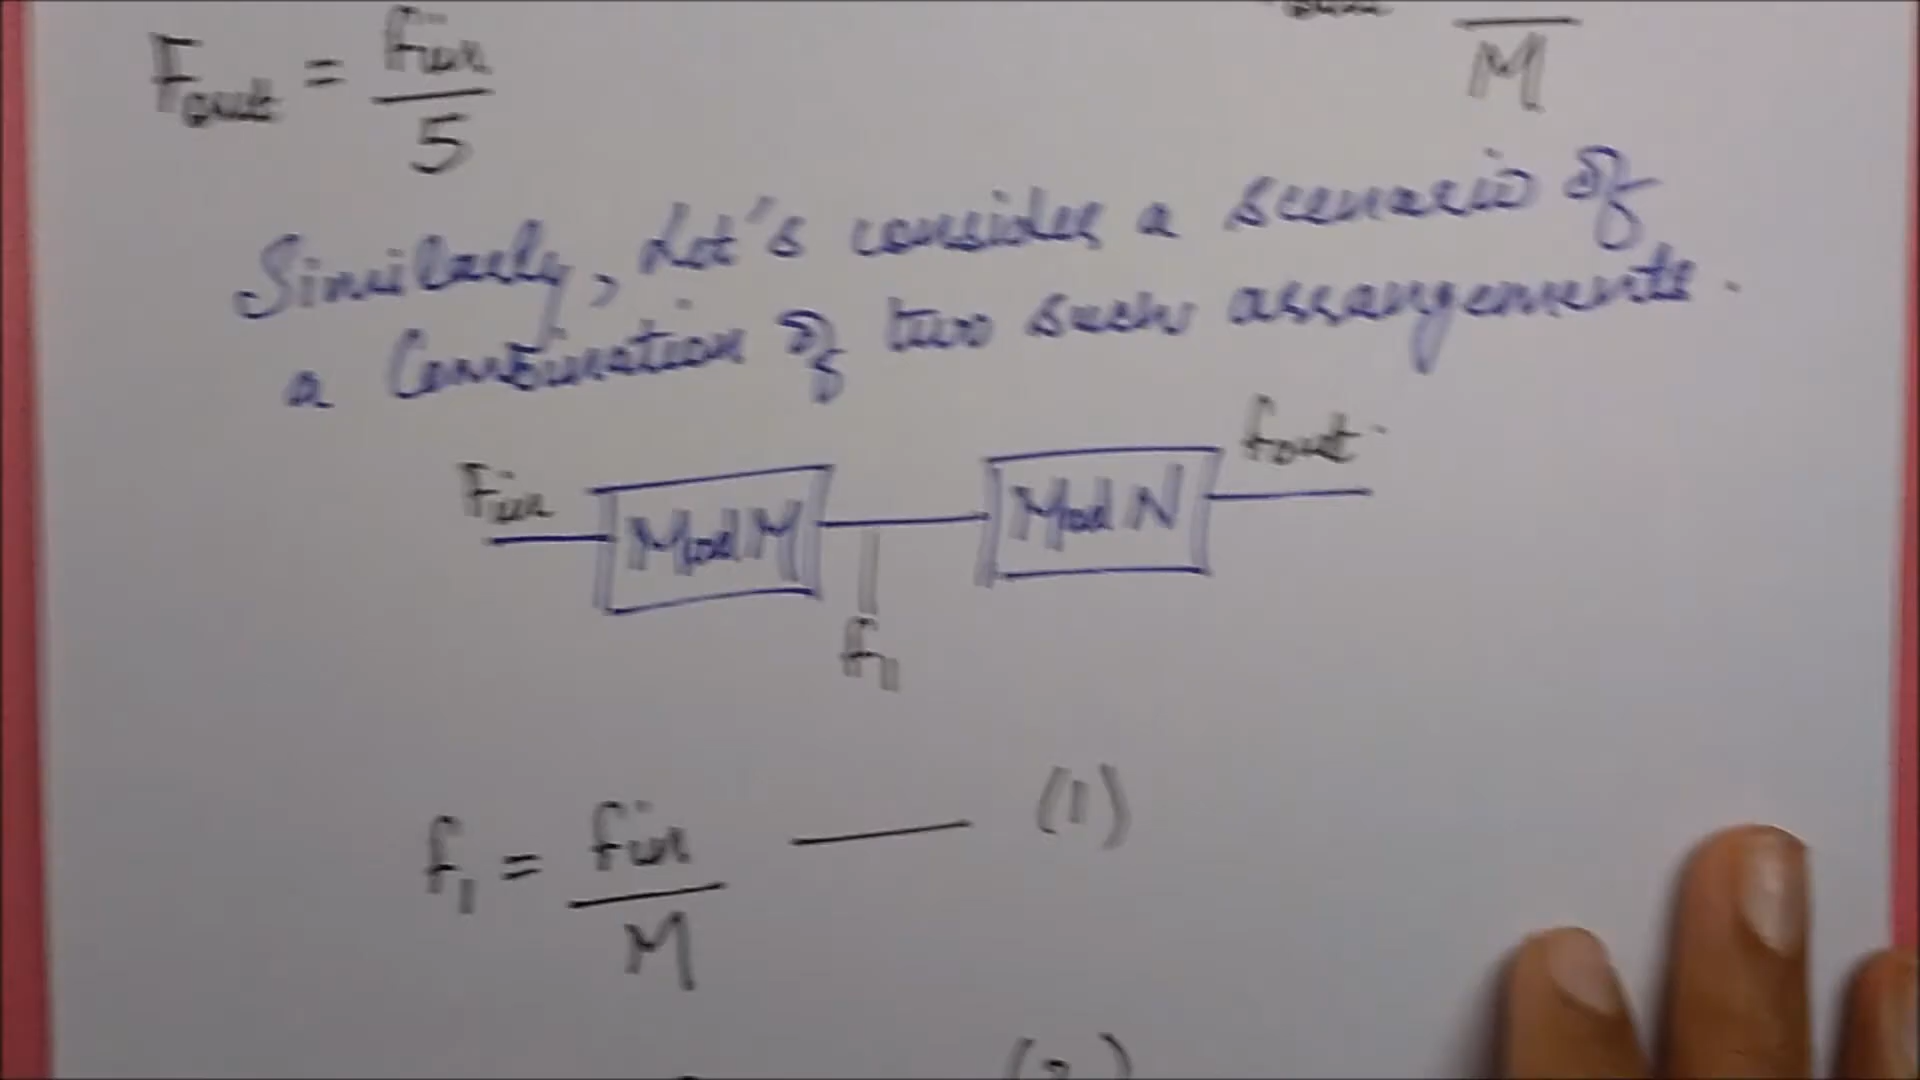 Fout = Fin
5
M
Similarly, Let's consider a scenario of
a Combination of two such arrangements.
Fin
Mod M
Mod N
fout
f1
f1 = fin (1)
M